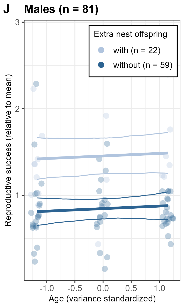 J Males (n = 81)
Extra nest offspring
with (n = 22)
without (n = 59)
Reproductive success (relative to mean)
3
2
1
-1.0 -0.5 0.0 0.5 1.0
Age (variance standardized)